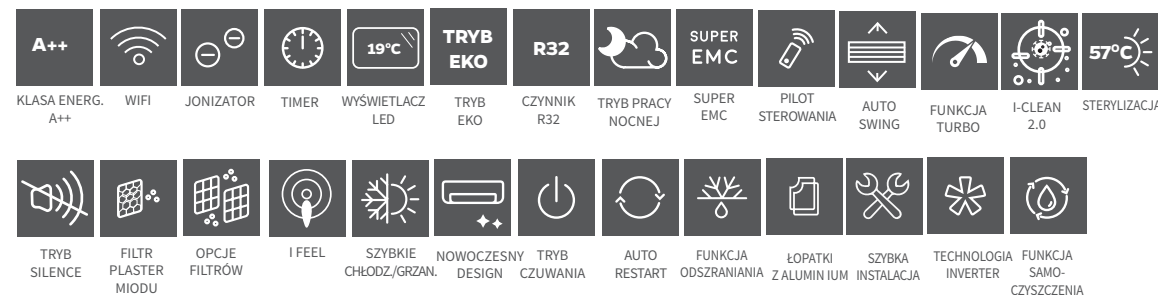 A++
19°C
TRYB
EKO
R32
SUPER
EMC
57°C
KLASA ENERG.
A++
WIFI
JONIZATOR
TIMER
WYŚWIETLACZ
LED
TRYB
EKO
CZYNNIK
R32
TRYB PRACY
NOCNEJ
SUPER
EMC
PILOT
STEROWANIA
AUTO
SWING
FUNKCJA
TURBO
I-CLEAN
2.0
STERYLIZACJA
TRYB
SILENCE
FILTR
PLASTER
MIODU
OPCJE
FILTRÓW
I FEEL
SZYBKIE
CHŁODZ./GRZAN.
NOWOCZESNY
DESIGN
TRYB
CZUWANIA
AUTO
RESTART
FUNKCJA
ODSZRANIANIA
ŁOPATKI
Z ALUMIN IUM
SZYBKA
INSTALACJA
TECHNOLOGIA
INVERTER
FUNKCJA
SAMO-
CZYSZCZENIA